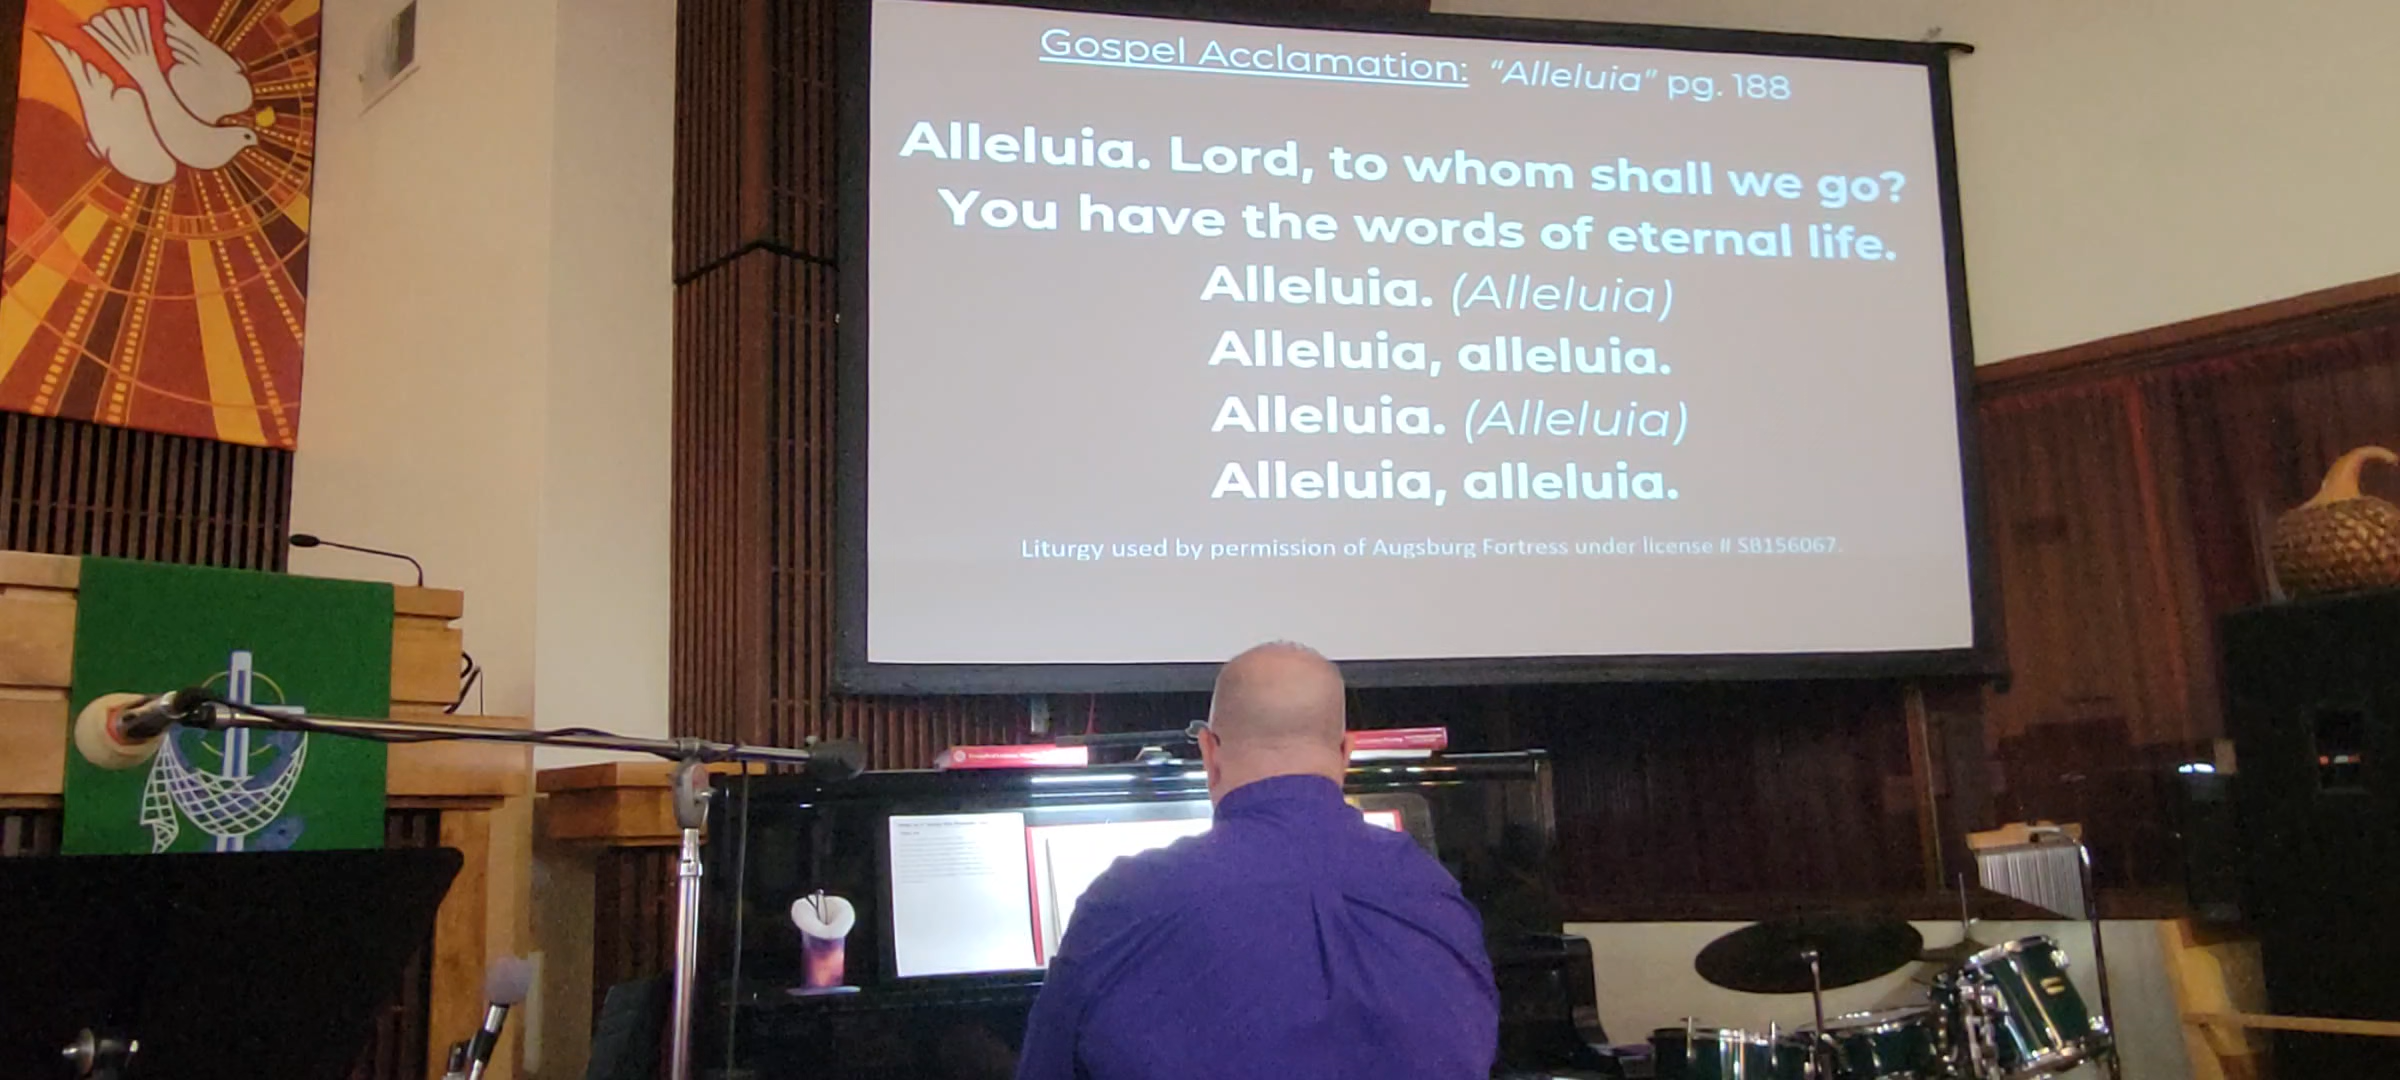 Gospel Acclamation: "Alleluia" pg. 188
Alleluia. Lord, to whom shall we go?
You have the words of eternal life.
Alleluia. (Alleluia)
Alleluia, alleluia.
Alleluia. (Alleluia)
Alleluia, alleluia.
Liturgy used by permission of Augsburg Fortress under license # SB156067.